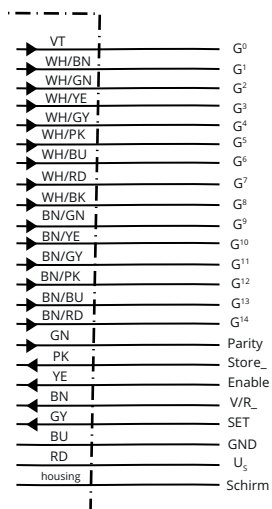 VT G⁰
WH/BN G¹
WH/GN G²
WH/YE G³
WH/GY G⁴
WH/PK G⁵
WH/BU G⁶
WH/RD G⁷
WH/BK G⁸
BN/GN G⁹
BN/YE G¹⁰
BN/GY G¹¹
BN/PK G¹²
BN/BU G¹³
BN/RD G¹⁴
GN Parity
PK Store_
YE Enable
BN V/R_
GY SET
BU GND
RD Uₛ
housing Schirm